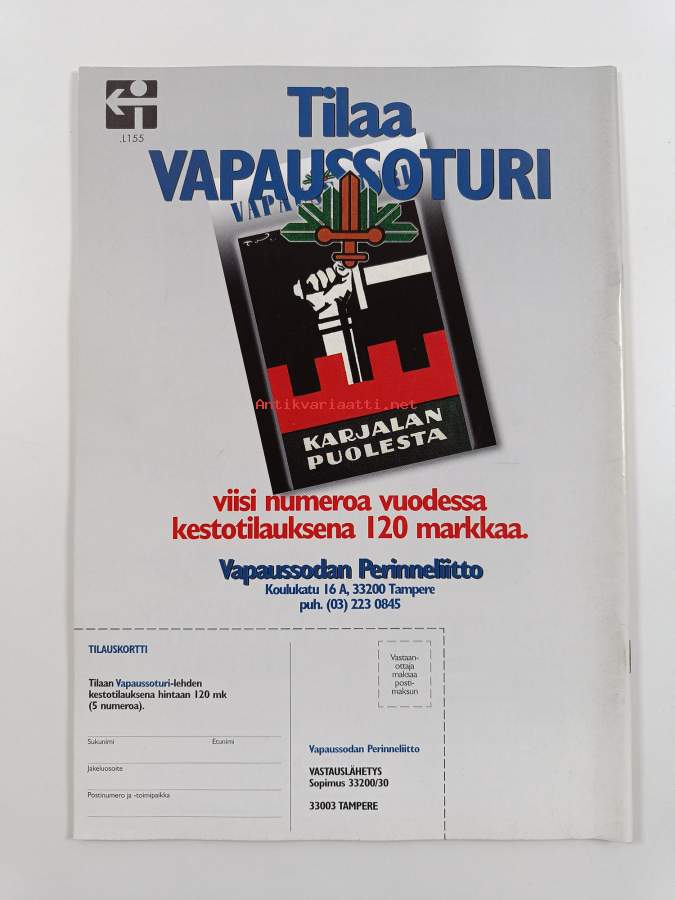 .L155
Tilaa
VAPAUSSOTURI
KARJALAN
PUOLESTA
Antikvariaatti.net
viisi numeroa vuodessa
kestotilauksena 120 markkaa.
Vapaussodan Perinneliitto
Koulukatu 16 A, 33200 Tampere
puh. (03) 223 0845
TILAUSKORTTI
Tilaan Vapaussoturi-lehden
kestotilauksena hintaan 120 mk
(5 numeroa).
Sukunimi Etunimi
Jakeluosoite
Postinumero ja -toimipaikka
Vastaan-
ottaja
maksaa
posti-
maksun
Vapaussodan Perinneliitto
VASTAUSLÄHETYS
Sopimus 33200/30
33003 TAMPERE